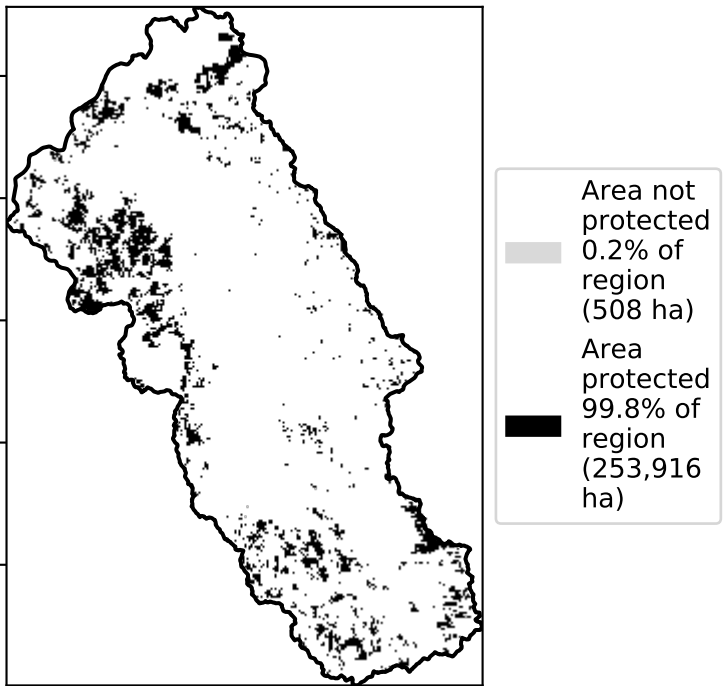 Area not
protected
0.2% of
region
(508 ha)
Area
protected
99.8% of
region
(253,916
ha)